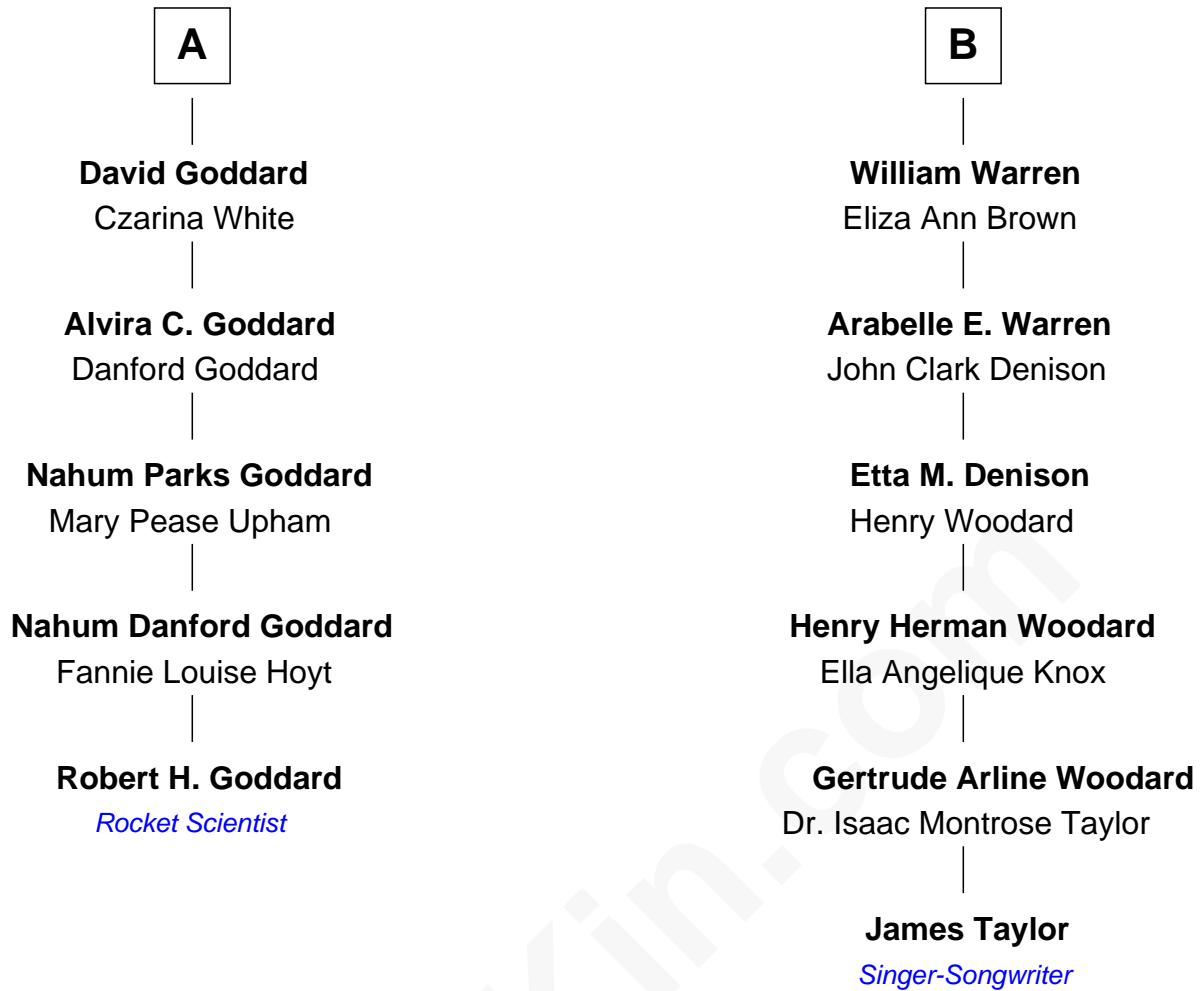 A
David Goddard
Czarina White
Alvira C. Goddard
Danford Goddard
Nahum Parks Goddard
Mary Pease Upham
Nahum Danford Goddard
Fannie Louise Hoyt
Robert H. Goddard
Rocket Scientist
B
William Warren
Eliza Ann Brown
Arabelle E. Warren
John Clark Denison
Etta M. Denison
Henry Woodard
Henry Herman Woodard
Ella Angelique Knox
Gertrude Arline Woodard
Dr. Isaac Montrose Taylor
James Taylor
Singer-Songwriter
in.com